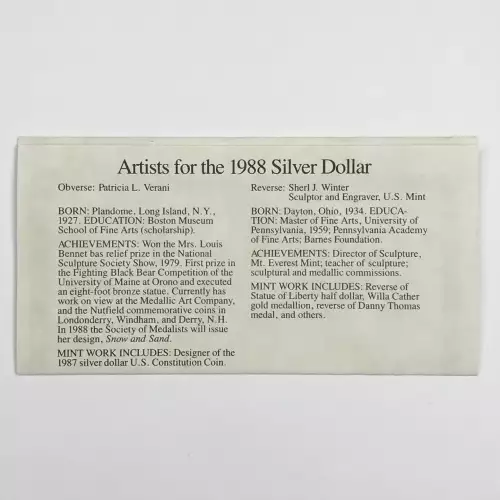 Artists for the 1988 Silver Dollar
Obverse: Patricia L. Verani
BORN: Plandome, Long Island, N.Y.,
1927. EDUCATION: Boston Museum
School of Fine Arts (scholarship).
ACHIEVEMENTS: Won the Mrs. Louis
Bennet bas relief prize in the National
Sculpture Society Show, 1979. First prize in
the Fighting Black Bear Competition of the
University of Maine at Orono and executed
an eight-foot bronze statue. Currently has
work on view at the Medallic Art Company,
and the Nutfield commemorative coins in
Londonderry, Windham, and Derry, N.H.
In 1988 the Society of Medalists will issue
her design, Snow and Sand.
MINT WORK INCLUDES: Designer of the
1987 silver dollar U.S. Constitution Coin.
Reverse: Sherl J. Winter
Sculptor and Engraver, U.S. Mint
BORN: Dayton, Ohio, 1934. EDUCA-
TION: Master of Fine Arts, University of
Pennsylvania, 1959; Pennsylvania Academy
of Fine Arts; Barnes Foundation.
ACHIEVEMENTS: Director of Sculpture,
Mt. Everest Mint; teacher of sculpture;
sculptural and medallic commissions.
MINT WORK INCLUDES: Reverse of
Statue of Liberty half dollar, Willa Cather
gold medallion, reverse of Danny Thomas
medal, and others.